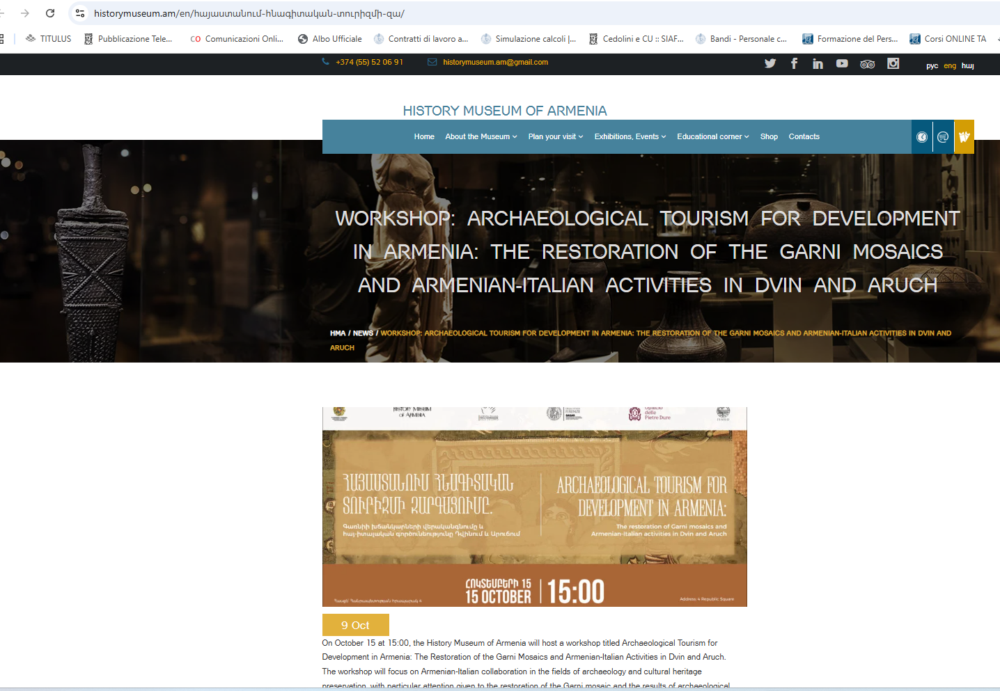 historymuseum.am/en/հայաստանում-հնագիտական-տուրիզմի-զա/
TITULUS Pubblicazione Tele... CO Comunicazioni Onli... Albo Ufficiale Contratti di lavoro a... Simulazione calcoli |... Cedolini e CU :: SIAF... Bandi - Personale c... Formazione del Pers... Corsi ONLINE TA
+374 (55) 52 06 91 historymuseum.am@gmail.com рус eng հայ
HISTORY MUSEUM OF ARMENIA
Home About the Museum Plan your visit Exhibitions, Events Educational corner Shop Contacts
WORKSHOP: ARCHAEOLOGICAL TOURISM FOR DEVELOPMENT
IN ARMENIA: THE RESTORATION OF THE GARNI MOSAICS
AND ARMENIAN-ITALIAN ACTIVITIES IN DVIN AND ARUCH
HMA / NEWS / WORKSHOP: ARCHAEOLOGICAL TOURISM FOR DEVELOPMENT IN ARMENIA: THE RESTORATION OF THE GARNI MOSAICS AND ARMENIAN-ITALIAN ACTIVITIES IN DVIN AND
ARUCH
HISTORY MUSEUM
OF ARMENIA
FIRENZE
delle
Pietre Dure
ՀԱՅԱՍՏԱՆՈՒՄ ՀՆԱԳԻՏԱԿԱՆ
ՏՈՒՐԻԶՄԻ ԶԱՐԳԱՑՈՒՄԸ.
Գառնիի խճանկարների վերականգնումը և
հայ-իտալական գործունեությունը Դվինում և Արուճում
ARCHAEOLOGICAL TOURISM FOR
DEVELOPMENT IN ARMENIA:
The restoration of Garni mosaics and
Armenian-Italian activities in Dvin and Aruch
ՀՈԿՏԵՄԲԵՐԻ 15
15 OCTOBER
15:00
Հասցե՝ Հանրապետության հրապարակ 4
Address: 4 Republic Square
9 Oct
On October 15 at 15:00, the History Museum of Armenia will host a workshop titled Archaeological Tourism for
Development in Armenia: The Restoration of the Garni Mosaics and Armenian-Italian Activities in Dvin and Aruch.
The workshop will focus on Armenian-Italian collaboration in the fields of archaeology and cultural heritage
preservation, with particular attention given to the restoration of the Garni mosaic and the results of archaeological